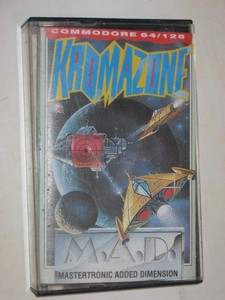 COMMODORE 64/128
KROMAZONE
M.A.D.
MASTERTRONIC ADDED DIMENSION